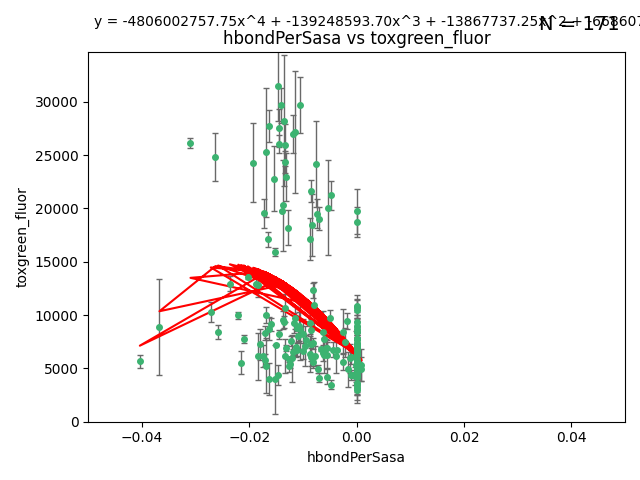 y = -4806002757.75x^4 + -139248593.70x^3 + -13867737.25x^2 +
N = 171
hbondPerSasa vs toxgreen_fluor
30000
25000
20000
15000
10000
5000
0
toxgreen_fluor
−0.04 −0.02 0.00 0.02 0.04
hbondPerSasa